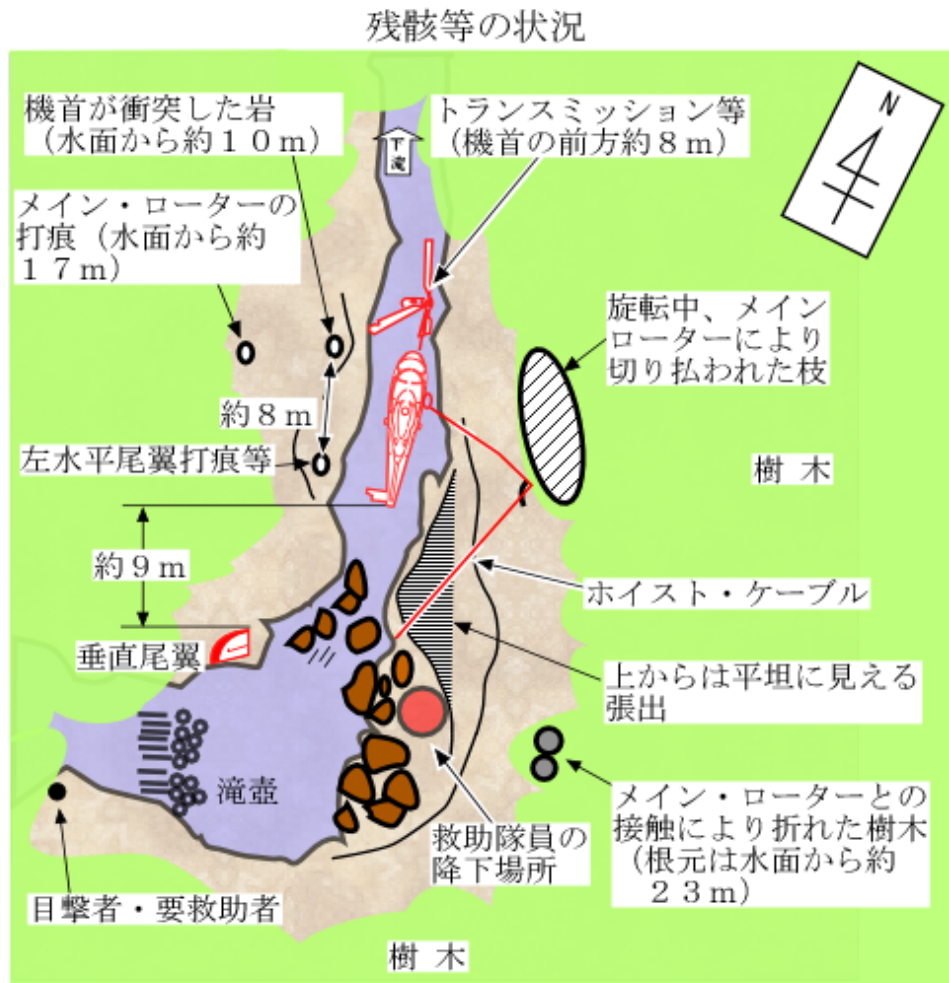 残骸等の状況
機首が衝突した岩
（水面から約１０ｍ）
トランスミッション等
（機首の前方約８ｍ）
N
下滝
メイン・ローターの
打痕（水面から約
１７ｍ）
旋転中、メイン
ローターにより
切り払われた枝
約８ｍ
左水平尾翼打痕等
樹 木
約９ｍ
ホイスト・ケーブル
垂直尾翼
上からは平坦に見える
張出
滝壺
メイン・ローターとの
接触により折れた樹木
（根元は水面から約
２３ｍ）
救助隊員の
降下場所
目撃者・要救助者
樹 木